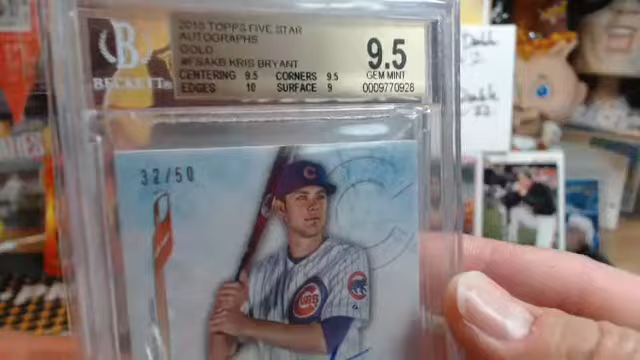 2015 TOPPS FIVE STAR
AUTOGRAPHS
GOLD
#FSAKB KRIS BRYANT
CENTERING 9.5 CORNERS 9.5
EDGES 10 SURFACE 9
9.5
GEM MINT
0009770928
B
BECKETT
32/50
C
CUBS